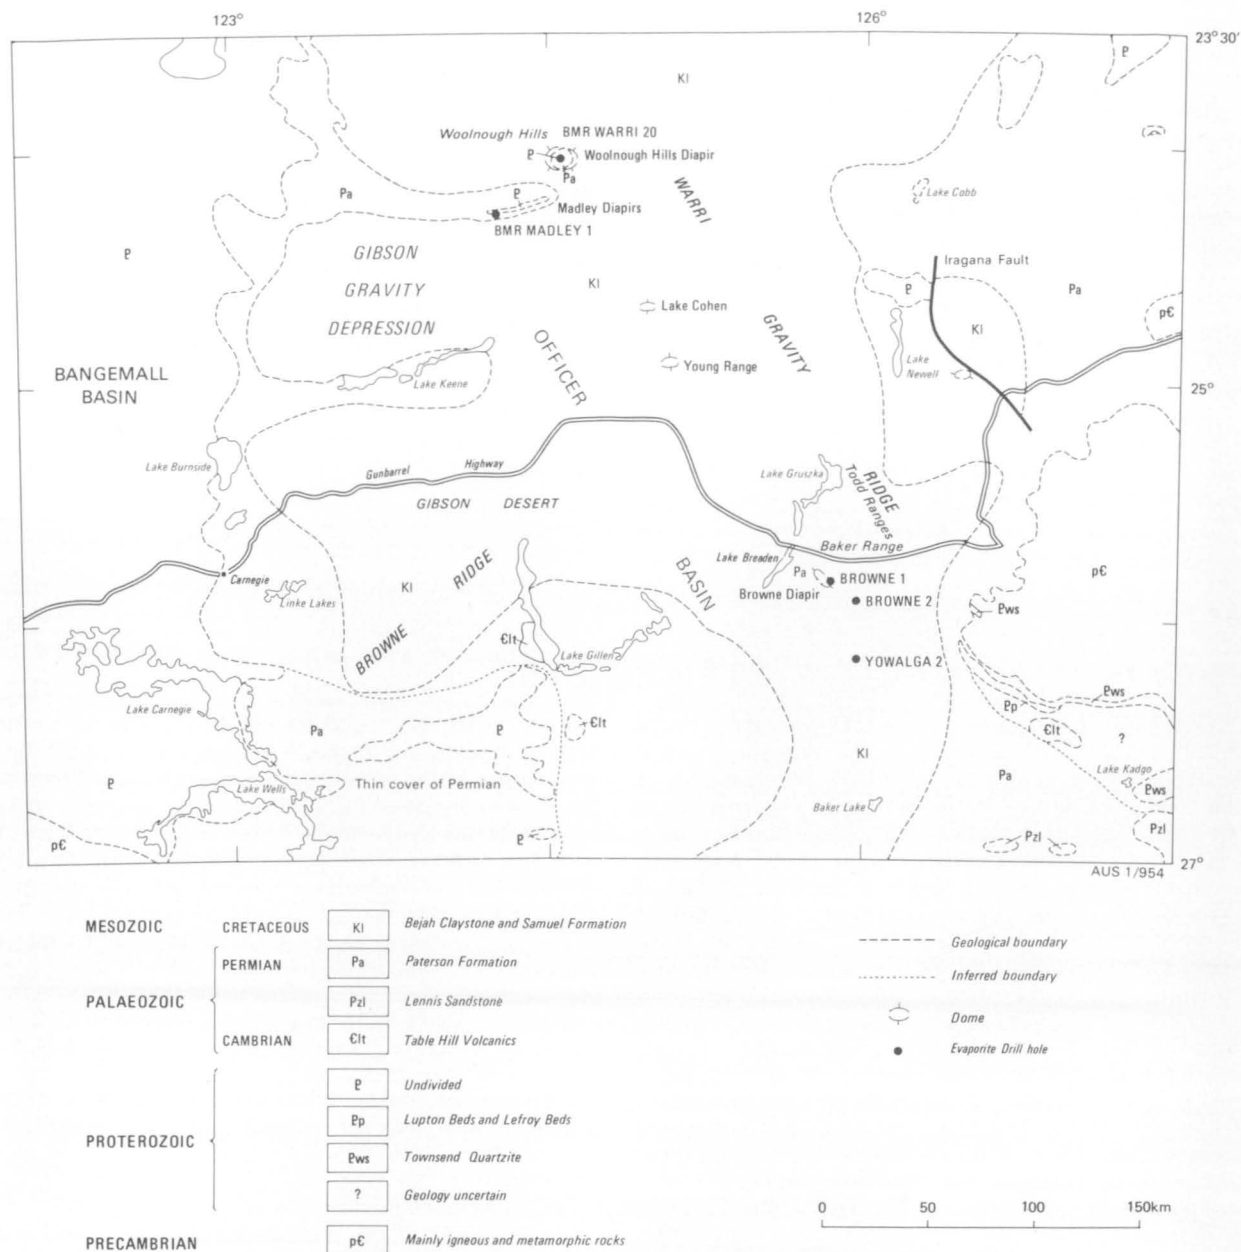 123°
126°
23°30'
Kl
Ꝑ
Woolnough Hills
BMR WARRI 20
Ꝑ
Woolnough Hills Diapir
Pa
Pa
Ꝑ
WARRI
Lake Cobb
Madley Diapirs
BMR MADLEY 1
Ꝑ
GIBSON
GRAVITY
DEPRESSION
Iragana Fault
Kl
Ꝑ
Pa
Lake Cohen
GRAVITY
Kl
p€
OFFICER
BANGEMALL
BASIN
Lake Keene
Young Range
Lake
Newell
25°
Lake Burnside
Gunbarrel
Highway
Lake Gruszka
RIDGE
Todd Ranges
GIBSON DESERT
Baker Range
Lake Breaden
Carnegie
Kl
RIDGE
BASIN
Pa
BROWNE 1
p€
Linke Lakes
Browne Diapir
BROWNE 2
Ꝑws
BROWNE
€lt
Lake Gillen
YOWALGA 2
Lake Carnegie
Ꝑws
Ꝑp
Pa
Ꝑ
€lt
€lt
?
Kl
Ꝑ
Thin cover of Permian
Pa
Lake Kadgo
Lake Wells
Baker Lake
Ꝑws
p€
Ꝑ
Pzl
Pzl
27°
AUS 1/954
MESOZOIC
CRETACEOUS
Kl
Bejah Claystone and Samuel Formation
PERMIAN
Pa
Paterson Formation
PALAEOZOIC
Pzl
Lennis Sandstone
CAMBRIAN
€lt
Table Hill Volcanics
Ꝑ
Undivided
Ꝑp
Lupton Beds and Lefroy Beds
PROTEROZOIC
Ꝑws
Townsend Quartzite
?
Geology uncertain
PRECAMBRIAN
p€
Mainly igneous and metamorphic rocks
Geological boundary
Inferred boundary
Dome
Evaporite Drill hole
0 50 100 150km